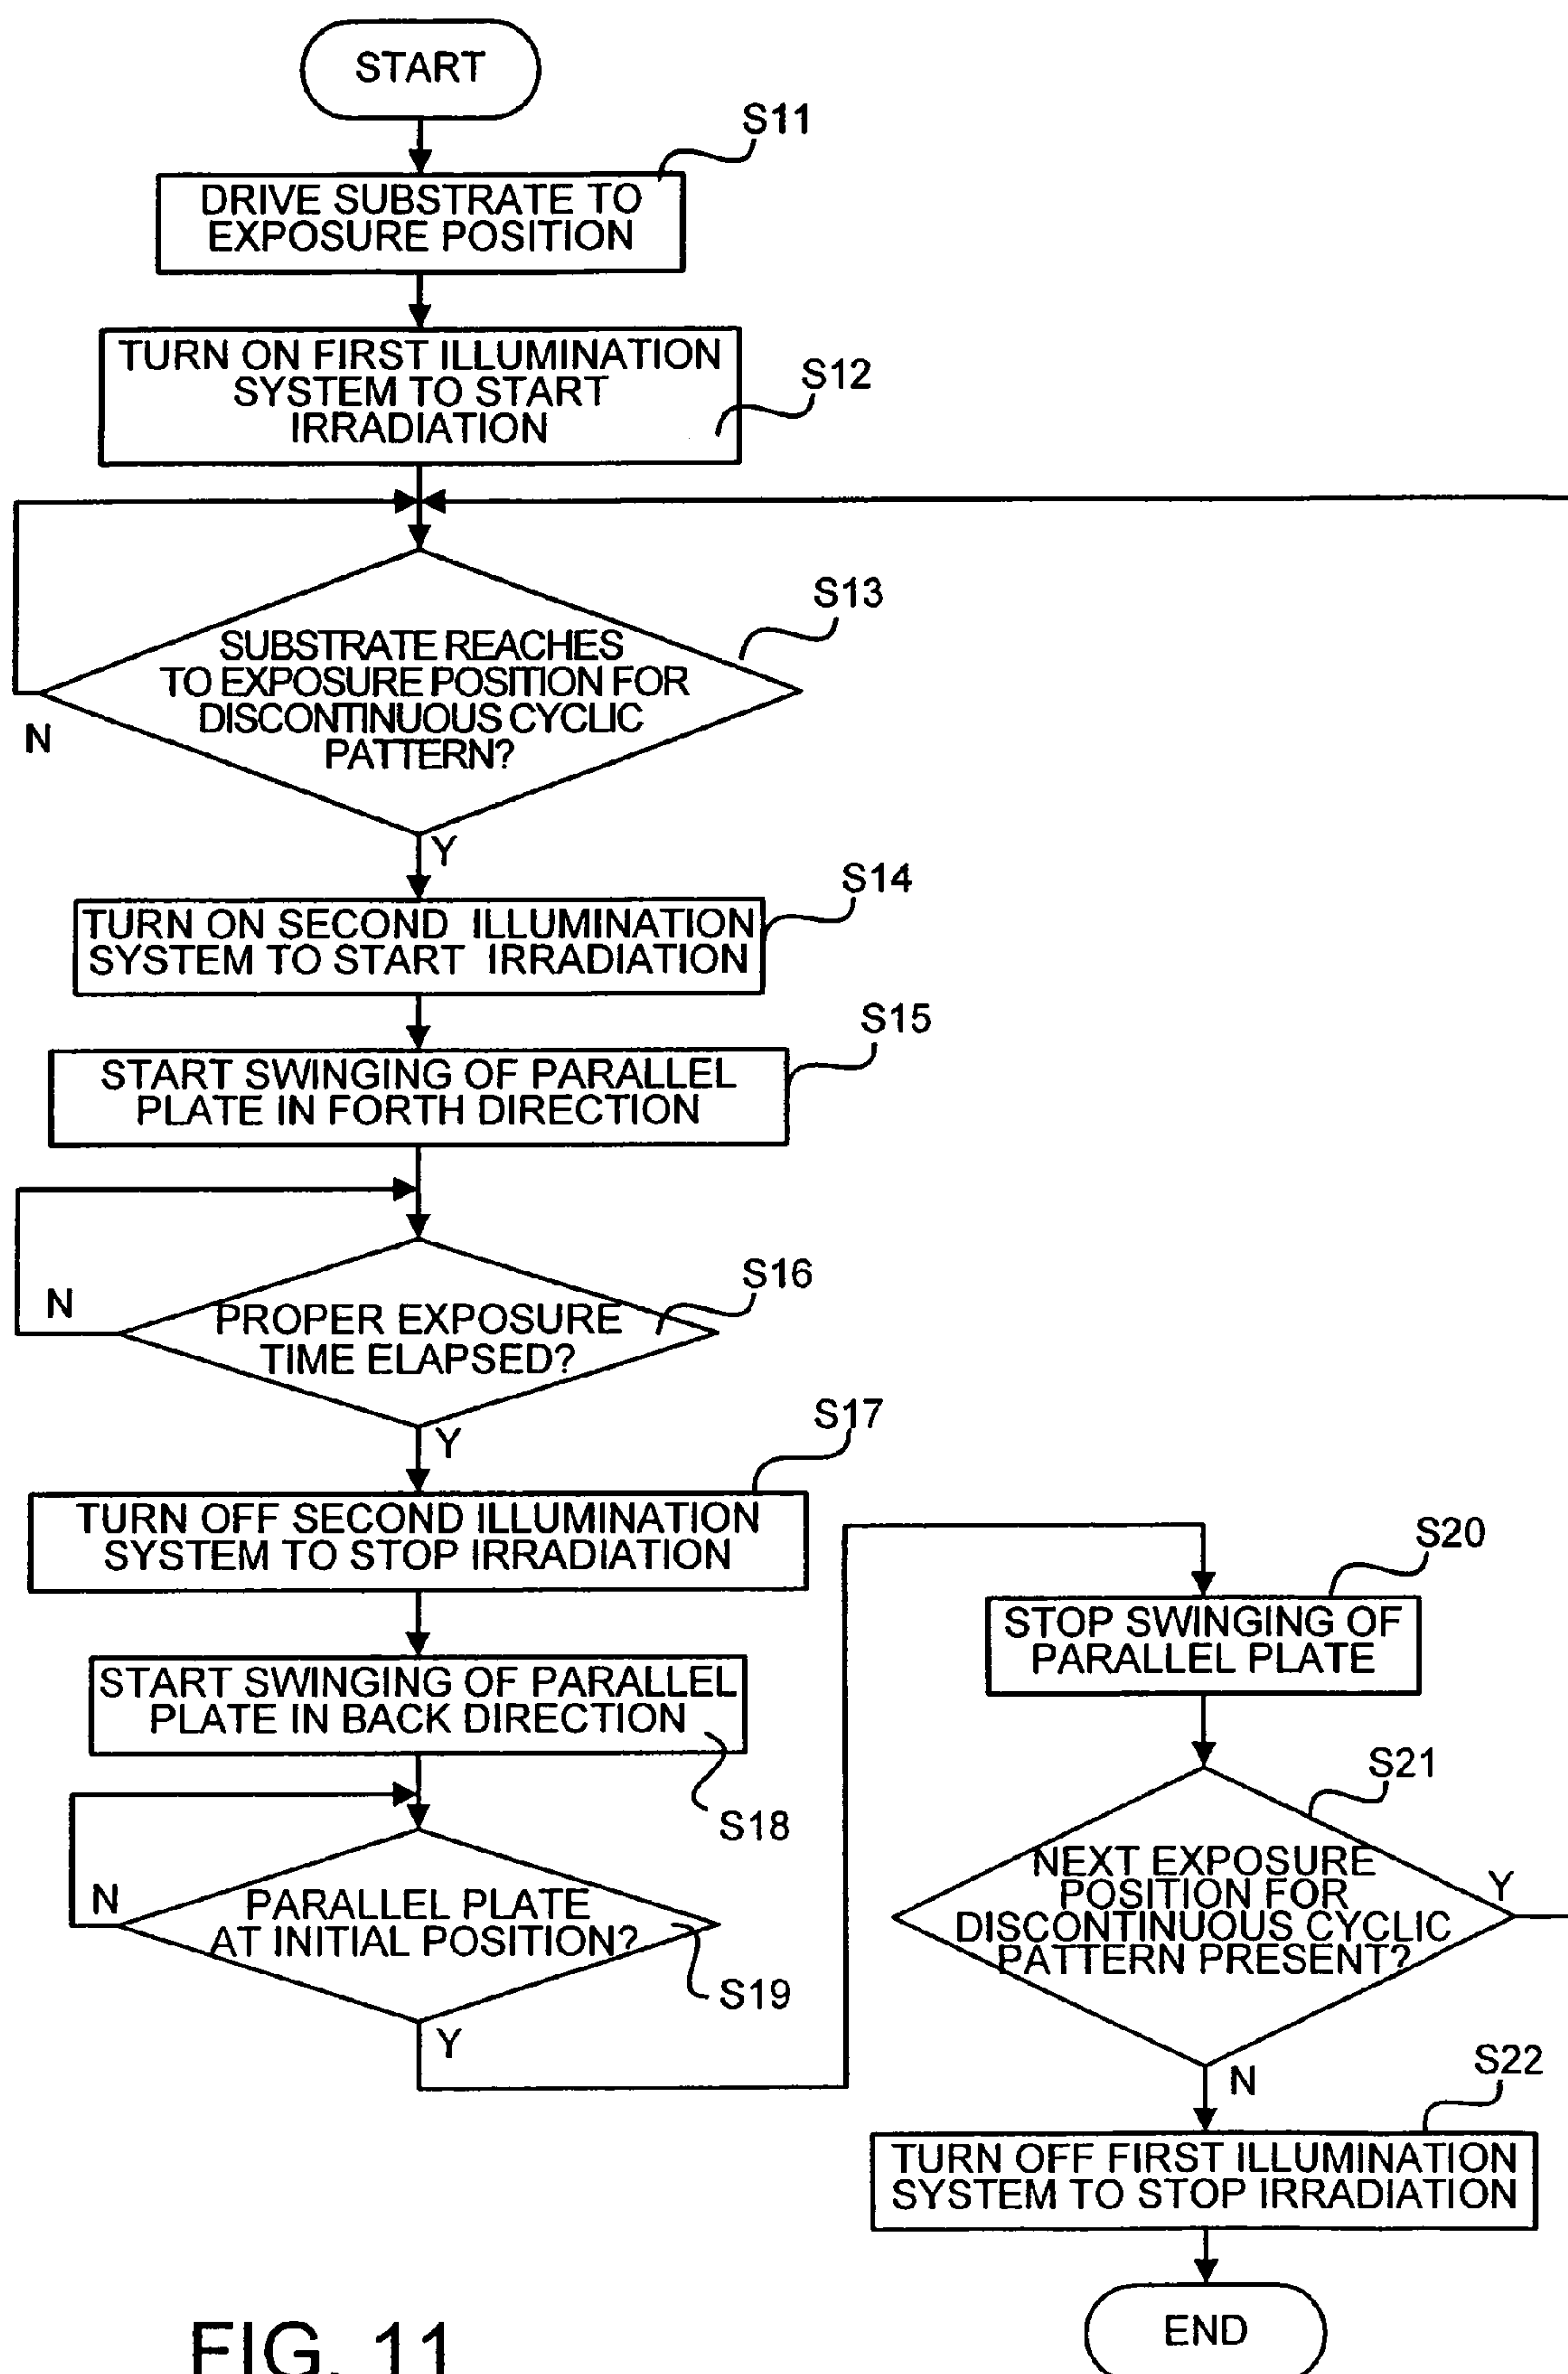 START
S11
DRIVE SUBSTRATE TO
EXPOSURE POSITION
TURN ON FIRST ILLUMINATION
SYSTEM TO START
IRRADIATION
S12
S13
SUBSTRATE REACHES
TO EXPOSURE POSITION FOR
DISCONTINUOUS CYCLIC
PATTERN?
N
Y
S14
TURN ON SECOND ILLUMINATION
SYSTEM TO START IRRADIATION
S15
START SWINGING OF PARALLEL
PLATE IN FORTH DIRECTION
S16
N
PROPER EXPOSURE
TIME ELAPSED?
Y
S17
TURN OFF SECOND ILLUMINATION
SYSTEM TO STOP IRRADIATION
START SWINGING OF PARALLEL
PLATE IN BACK DIRECTION
S18
N
PARALLEL PLATE
AT INITIAL POSITION?
S19
Y
S20
STOP SWINGING OF
PARALLEL PLATE
S21
NEXT EXPOSURE
POSITION FOR
DISCONTINUOUS CYCLIC
PATTERN PRESENT?
Y
N
S22
TURN OFF FIRST ILLUMINATION
SYSTEM TO STOP IRRADIATION
END
FIG. 11